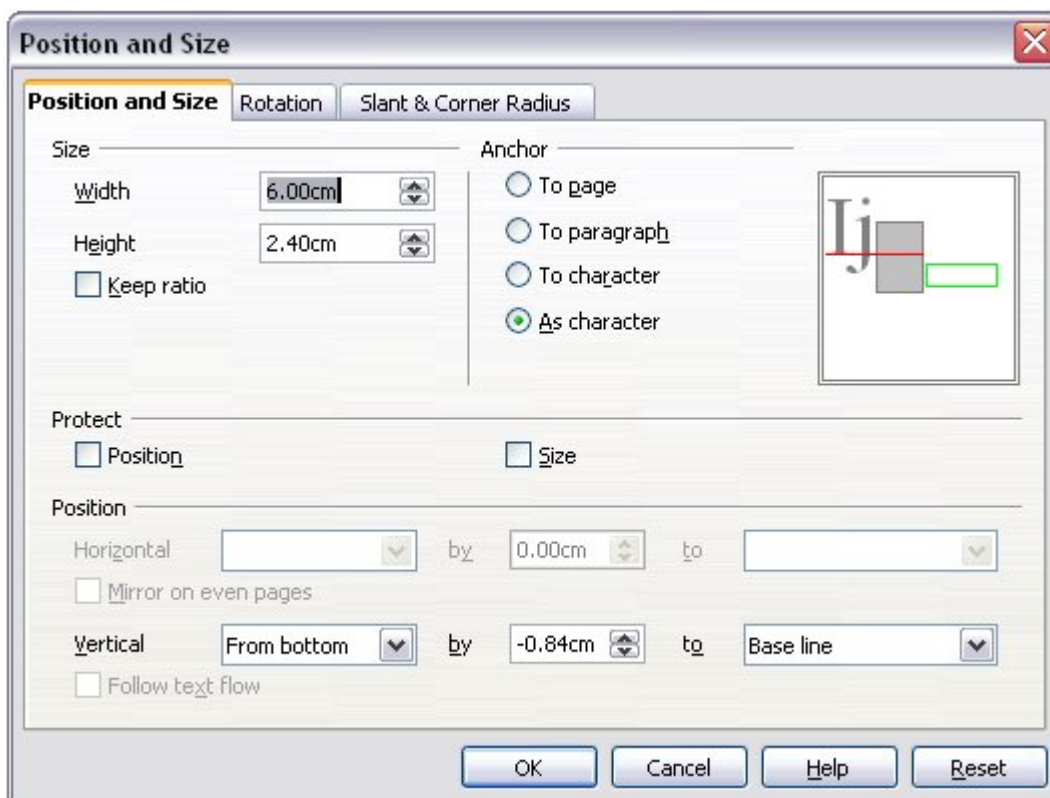 Position and Size
Position and Size Rotation Slant & Corner Radius
Size Anchor
Width 6.00cm To page
Height 2.40cm To paragraph
Keep ratio To character
As character
Ij
Protect
Position Size
Position
Horizontal by 0.00cm to
Mirror on even pages
Vertical From bottom by -0.84cm to Base line
Follow text flow
OK Cancel Help Reset